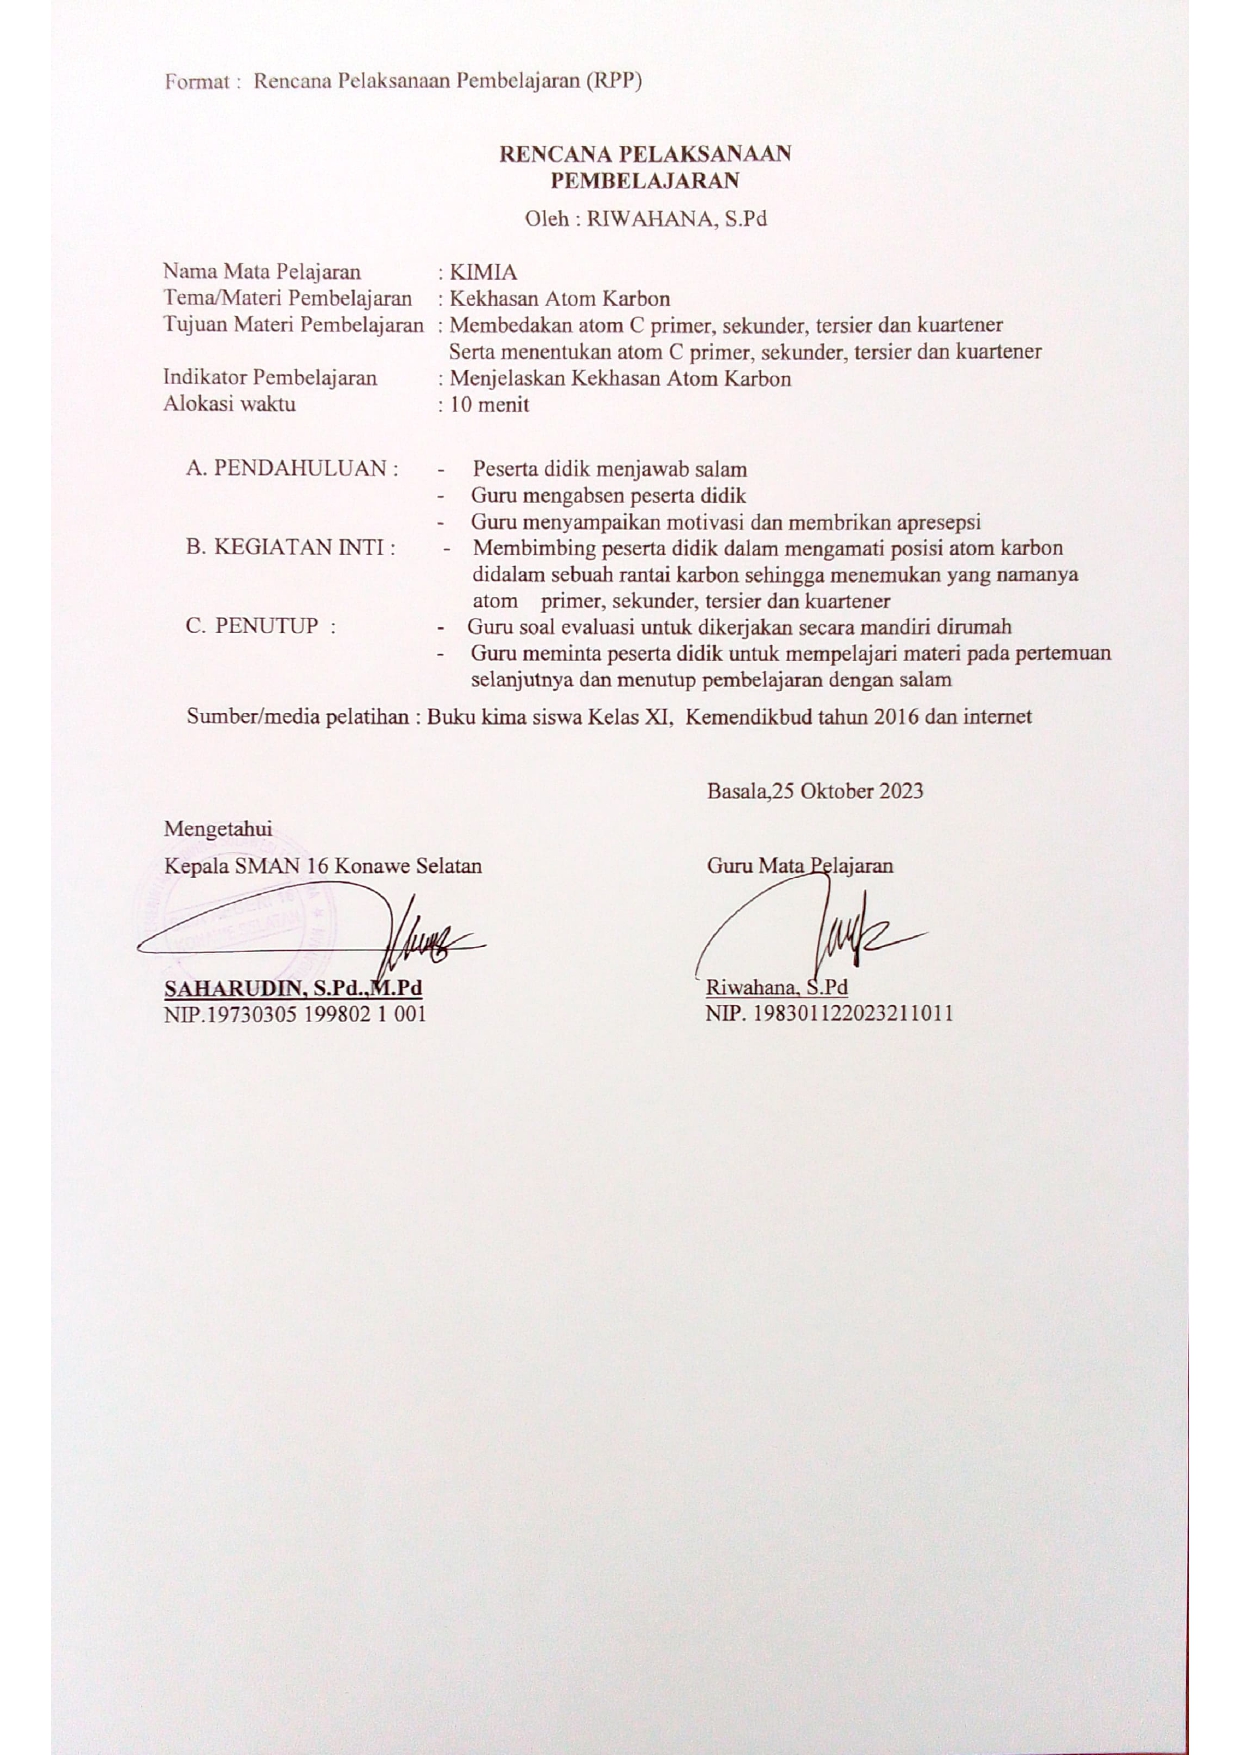 Format : Rencana Pelaksanaan Pembelajaran (RPP)
RENCANA PELAKSANAAN
PEMBELAJARAN
Oleh : RIWAHANA, S.Pd
Nama Mata Pelajaran : KIMIA
Tema/Materi Pembelajaran : Kekhasan Atom Karbon
Tujuan Materi Pembelajaran : Membedakan atom C primer, sekunder, tersier dan kuartener
Serta menentukan atom C primer, sekunder, tersier dan kuartener
Indikator Pembelajaran : Menjelaskan Kekhasan Atom Karbon
Alokasi waktu : 10 menit
A. PENDAHULUAN : - Peserta didik menjawab salam
- Guru mengabsen peserta didik
- Guru menyampaikan motivasi dan membrikan apresepsi
B. KEGIATAN INTI : - Membimbing peserta didik dalam mengamati posisi atom karbon
didalam sebuah rantai karbon sehingga menemukan yang namanya
atom primer, sekunder, tersier dan kuartener
C. PENUTUP : - Guru soal evaluasi untuk dikerjakan secara mandiri dirumah
- Guru meminta peserta didik untuk mempelajari materi pada pertemuan
selanjutnya dan menutup pembelajaran dengan salam
Sumber/media pelatihan : Buku kima siswa Kelas XI, Kemendikbud tahun 2016 dan internet
Basala,25 Oktober 2023
Mengetahui
Kepala SMAN 16 Konawe Selatan Guru Mata Pelajaran
SAHARUDIN, S.Pd.,M.Pd Riwahana, S.Pd
NIP.19730305 199802 1 001 NIP. 198301122023211011